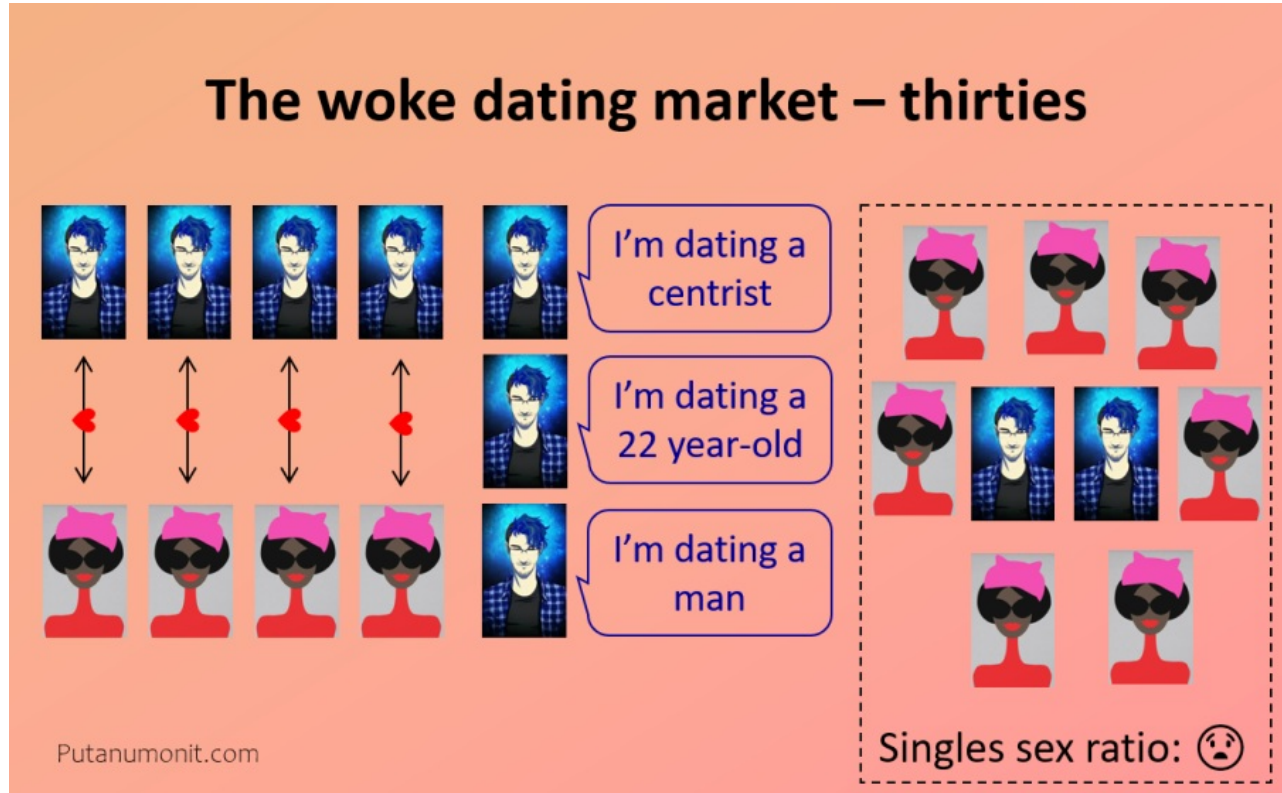 The woke dating market – thirties
I’m dating a
centrist
I’m dating a
22 year-old
I’m dating a
man
Singles sex ratio:
Putanumonit.com